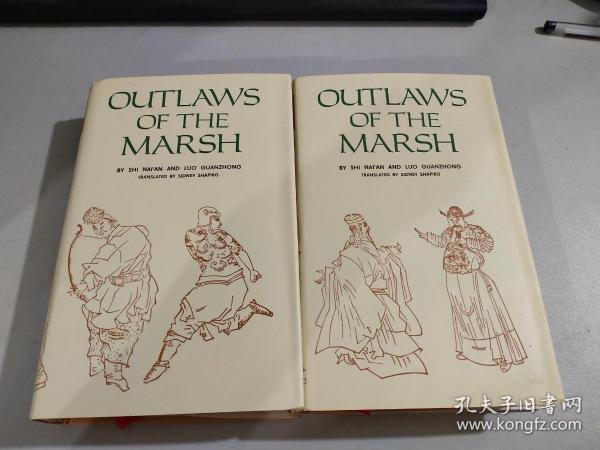 OUTLAWS
OF THE
MARSH
BY SHI NAI'AN AND LUO GUANZHONG
TRANSLATED BY SIDNEY SHAPIRO
OUTLAWS
OF THE
MARSH
BY SHI NAI'AN AND LUO GUANZHONG
TRANSLATED BY SIDNEY SHAPIRO
孔夫子旧书网
www.kongfz.com